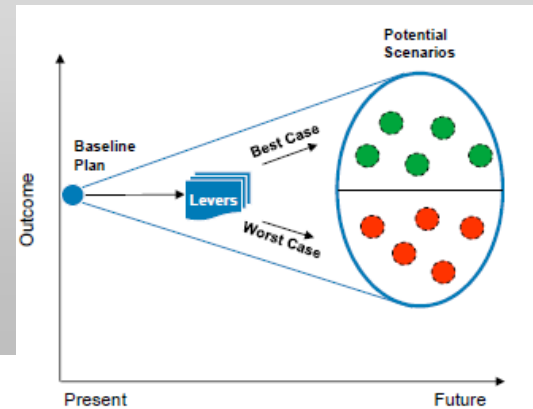 Potential
Scenarios
Baseline
Plan
Best Case
Levers
Worst Case
Outcome
Present
Future